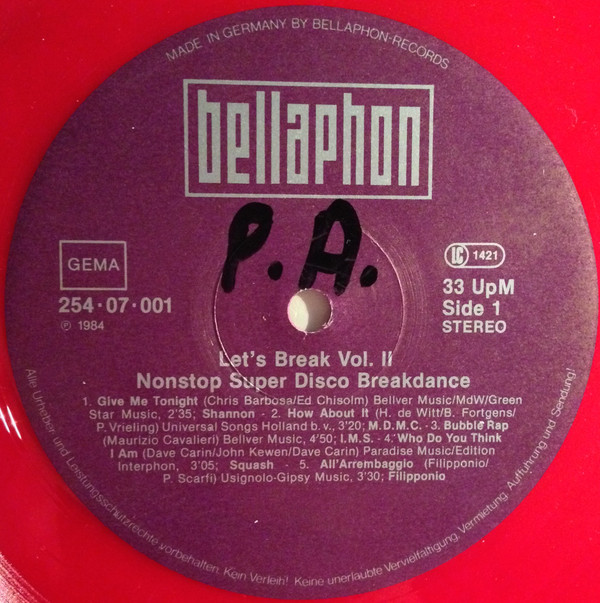 MADE IN GERMANY BY BELLAPHON-RECORDS
bellaphon
P. A.
GEMA
254·07·001
℗ 1984
LC 1421
33 UpM
Side 1
STEREO
Let's Break Vol. II
Nonstop Super Disco Breakdance
1. Give Me Tonight (Chris Barbosa/Ed Chisolm) Bellver Music/MdW/Green
Star Music, 2'35; Shannon - 2. How About It (H. de Witt/B. Fortgens/
P. Vrieling) Universal Songs Holland b. v., 3'20; M.D.M.C. - 3. Bubble Rap
(Maurizio Cavalieri) Bellver Music, 4'50; I.M.S. - 4. Who Do You Think
I Am (Dave Carin/John Kewen/Dave Carin) Paradise Music/Edition
Interphon, 3'05; Squash - 5. All'Arrembaggio (Filipponio/
P. Scarfi) Usignolo-Gipsy Music, 3'30; Filipponio
Alle Urheber und Leistungsschutzrechte vorbehalten. Kein Verleih! Keine unerlaubte Vervielfältigung, Vermietung, Aufführung und Sendung!